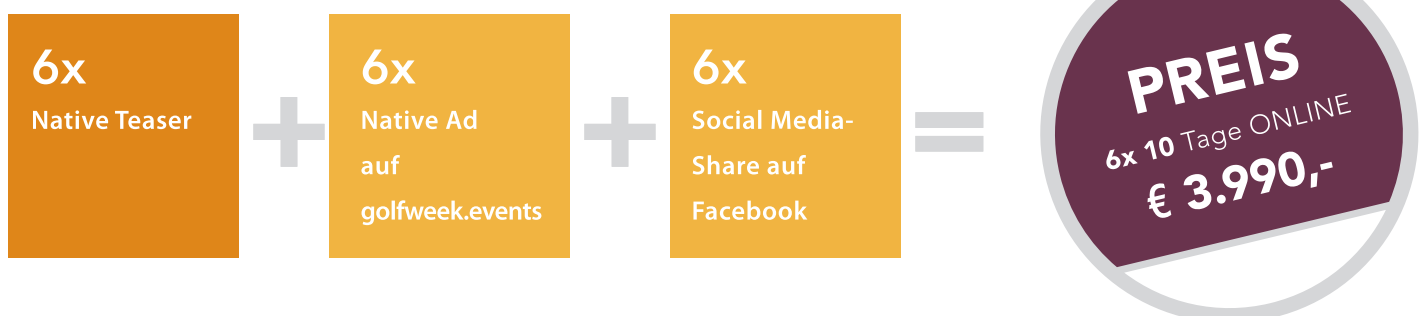 6x
Native Teaser
+
6x
Native Ad
auf
golfweek.events
+
6x
Social Media-
Share auf
Facebook
=
PREIS
6x 10 Tage ONLINE
€ 3.990,-